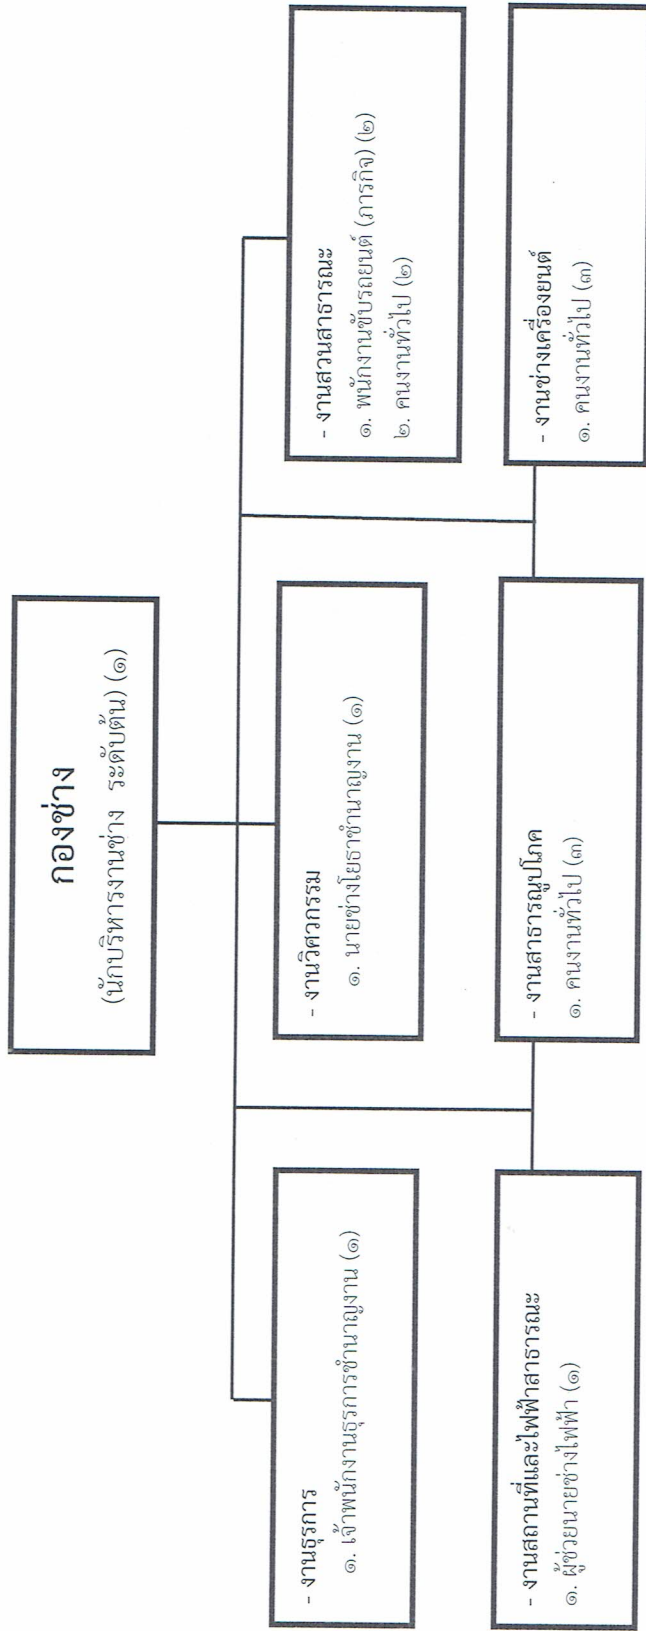 กองช่าง
(นักบริหารงานช่าง ระดับต้น) (๑)
- งานธุรการ
๑. เจ้าพนักงานธุรการชำนาญงาน (๑)
- งานวิศวกรรม
๑. นายช่างโยธาชำนาญงาน (๑)
- งานสวนสาธารณะ
๑. พนักงานขับรถยนต์ (ภารกิจ) (๒)
๒. คนงานทั่วไป (๒)
- งานสถานที่และไฟฟ้าสาธารณะ
๑. ผู้ช่วยนายช่างไฟฟ้า (๑)
- งานสาธารณูปโภค
๑. คนงานทั่วไป (๓)
- งานช่างเครื่องยนต์
๑. คนงานทั่วไป (๓)